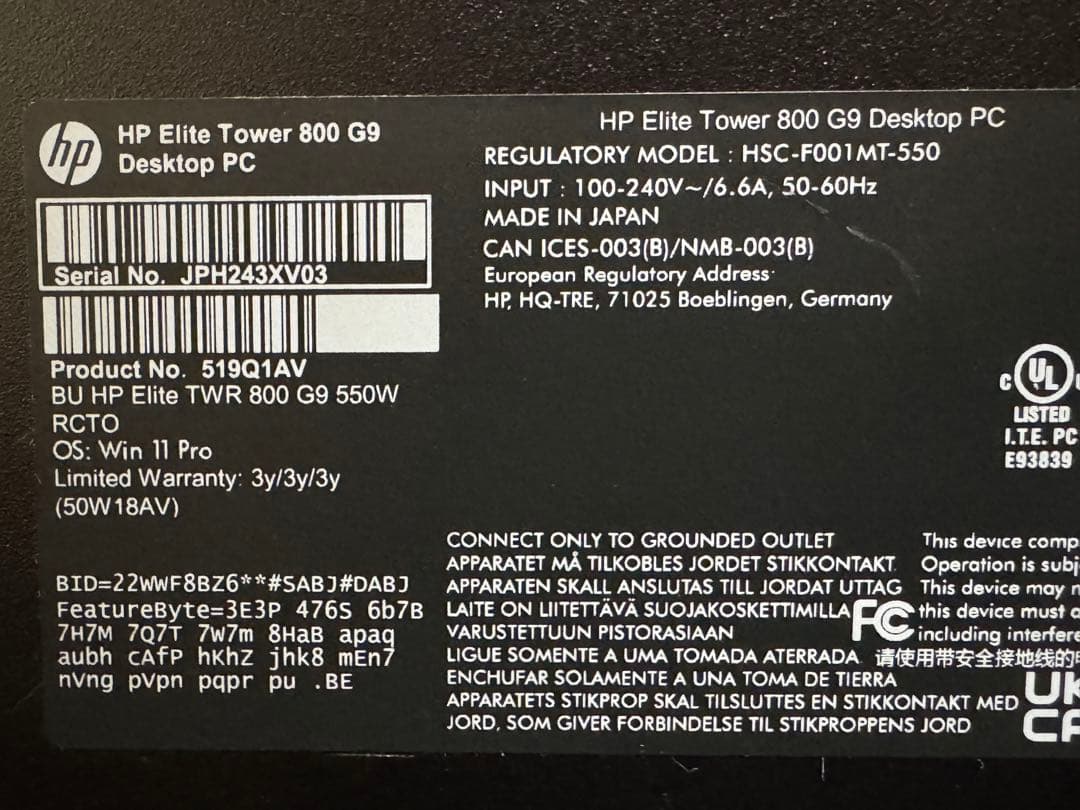 hp
HP Elite Tower 800 G9
Desktop PC
Serial No. JPH243XV03
Product No. 519Q1AV
BU HP Elite TWR 800 G9 550W
RCTO
OS: Win 11 Pro
Limited Warranty: 3y/3y/3y
(50W18AV)
BID=22WWF8BZ6**#SABJ#DABJ
FeatureByte=3E3P 476S 6b7B
7H7M 7Q7T 7W7m 8HaB apaq
aubh cAfP hKhZ jhk8 mEn7
nVng pVpn pqpr pu .BE
HP Elite Tower 800 G9 Desktop PC
REGULATORY MODEL : HSC-F001MT-550
INPUT : 100-240V~/6.6A, 50-60Hz
MADE IN JAPAN
CAN ICES-003(B)/NMB-003(B)
European Regulatory Address:
HP, HQ-TRE, 71025 Boeblingen, Germany
C UL
LISTED
I.T.E. PC
E93839
CONNECT ONLY TO GROUNDED OUTLET
APPARATET MÅ TILKOBLES JORDET STIKKONTAKT
APPARATEN SKALL ANSLUTAS TILL JORDAT UTTAG
LAITE ON LIITETTÄVÄ SUOJAKOSKETTIMILLA
VARUSTETTUUN PISTORASIAAN
LIGUE SOMENTE A UMA TOMADA ATERRADA 请使用带安全接地线的
ENCHUFAR SOLAMENTE A UNA TOMA DE TIERRA
APPARATETS STIKPROP SKAL TILSLUTTES EN STIKKONTAKT MED
JORD, SOM GIVER FORBINDELSE TIL STIKPROPPENS JORD
FC
This device comp
Operation is subj
This device may n
this device must a
including interfere
UK
CA